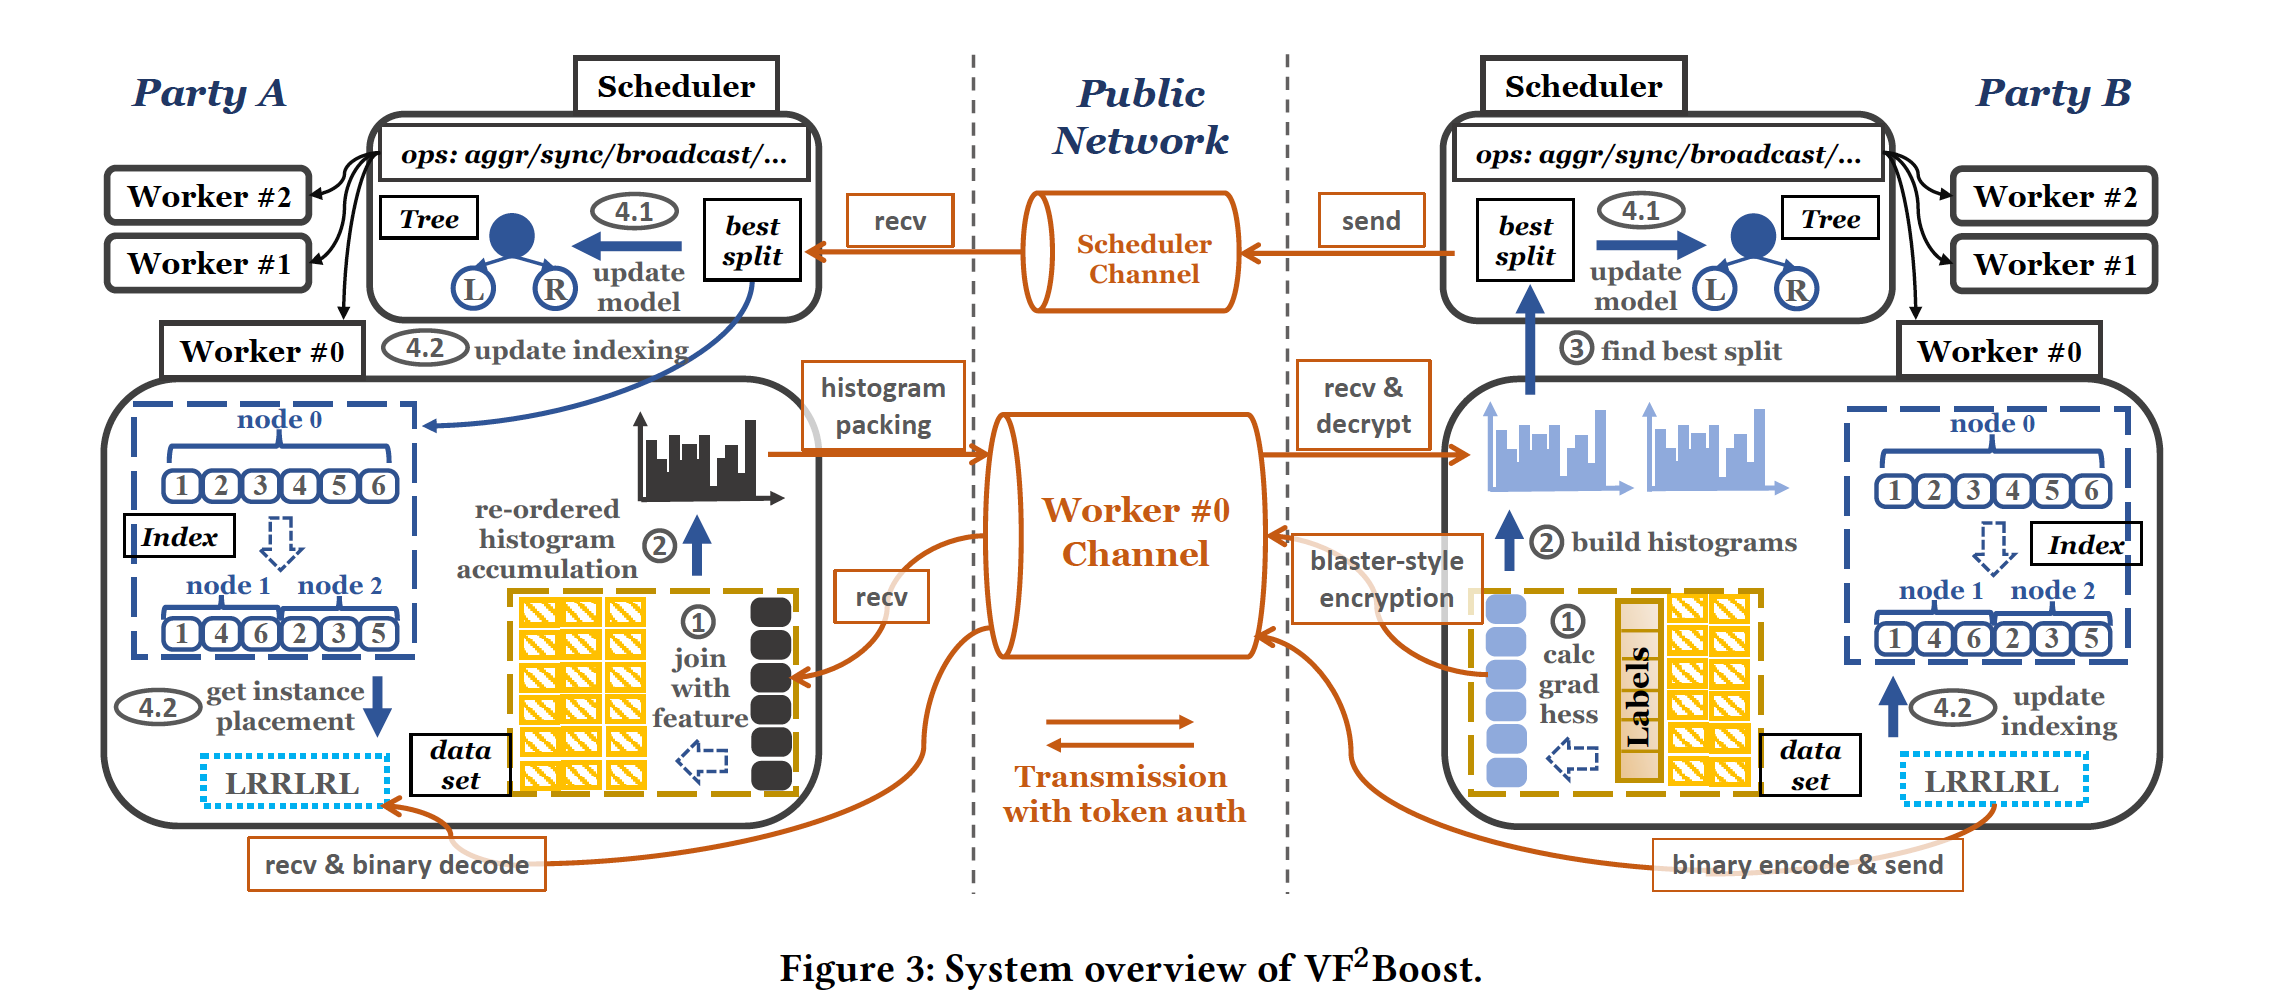 Party A
Scheduler
ops: aggr/sync/broadcast/...
Worker #2
Worker #1
Tree
4.1
best
split
update
model
L
R
Worker #0
4.2
update indexing
node 0
1 2 3 4 5 6
Index
node 1
node 2
1 4 6 2 3 5
4.2
get instance
placement
LRRLRL
data
set
re-ordered
histogram
accumulation
2
1
join
with
feature
recv & binary decode
Public
Network
recv
Scheduler
Channel
send
histogram
packing
recv &
decrypt
Worker #0
Channel
recv
blaster-style
encryption
Transmission
with token auth
Party B
Scheduler
ops: aggr/sync/broadcast/...
Worker #2
Worker #1
best
split
4.1
update
model
Tree
L
R
3
find best split
Worker #0
2
build histograms
1
calc
grad
hess
Labels
data
set
node 0
1 2 3 4 5 6
Index
node 1
node 2
1 4 6 2 3 5
4.2
update
indexing
LRRLRL
binary encode & send
Figure 3: System overview of VF²Boost.